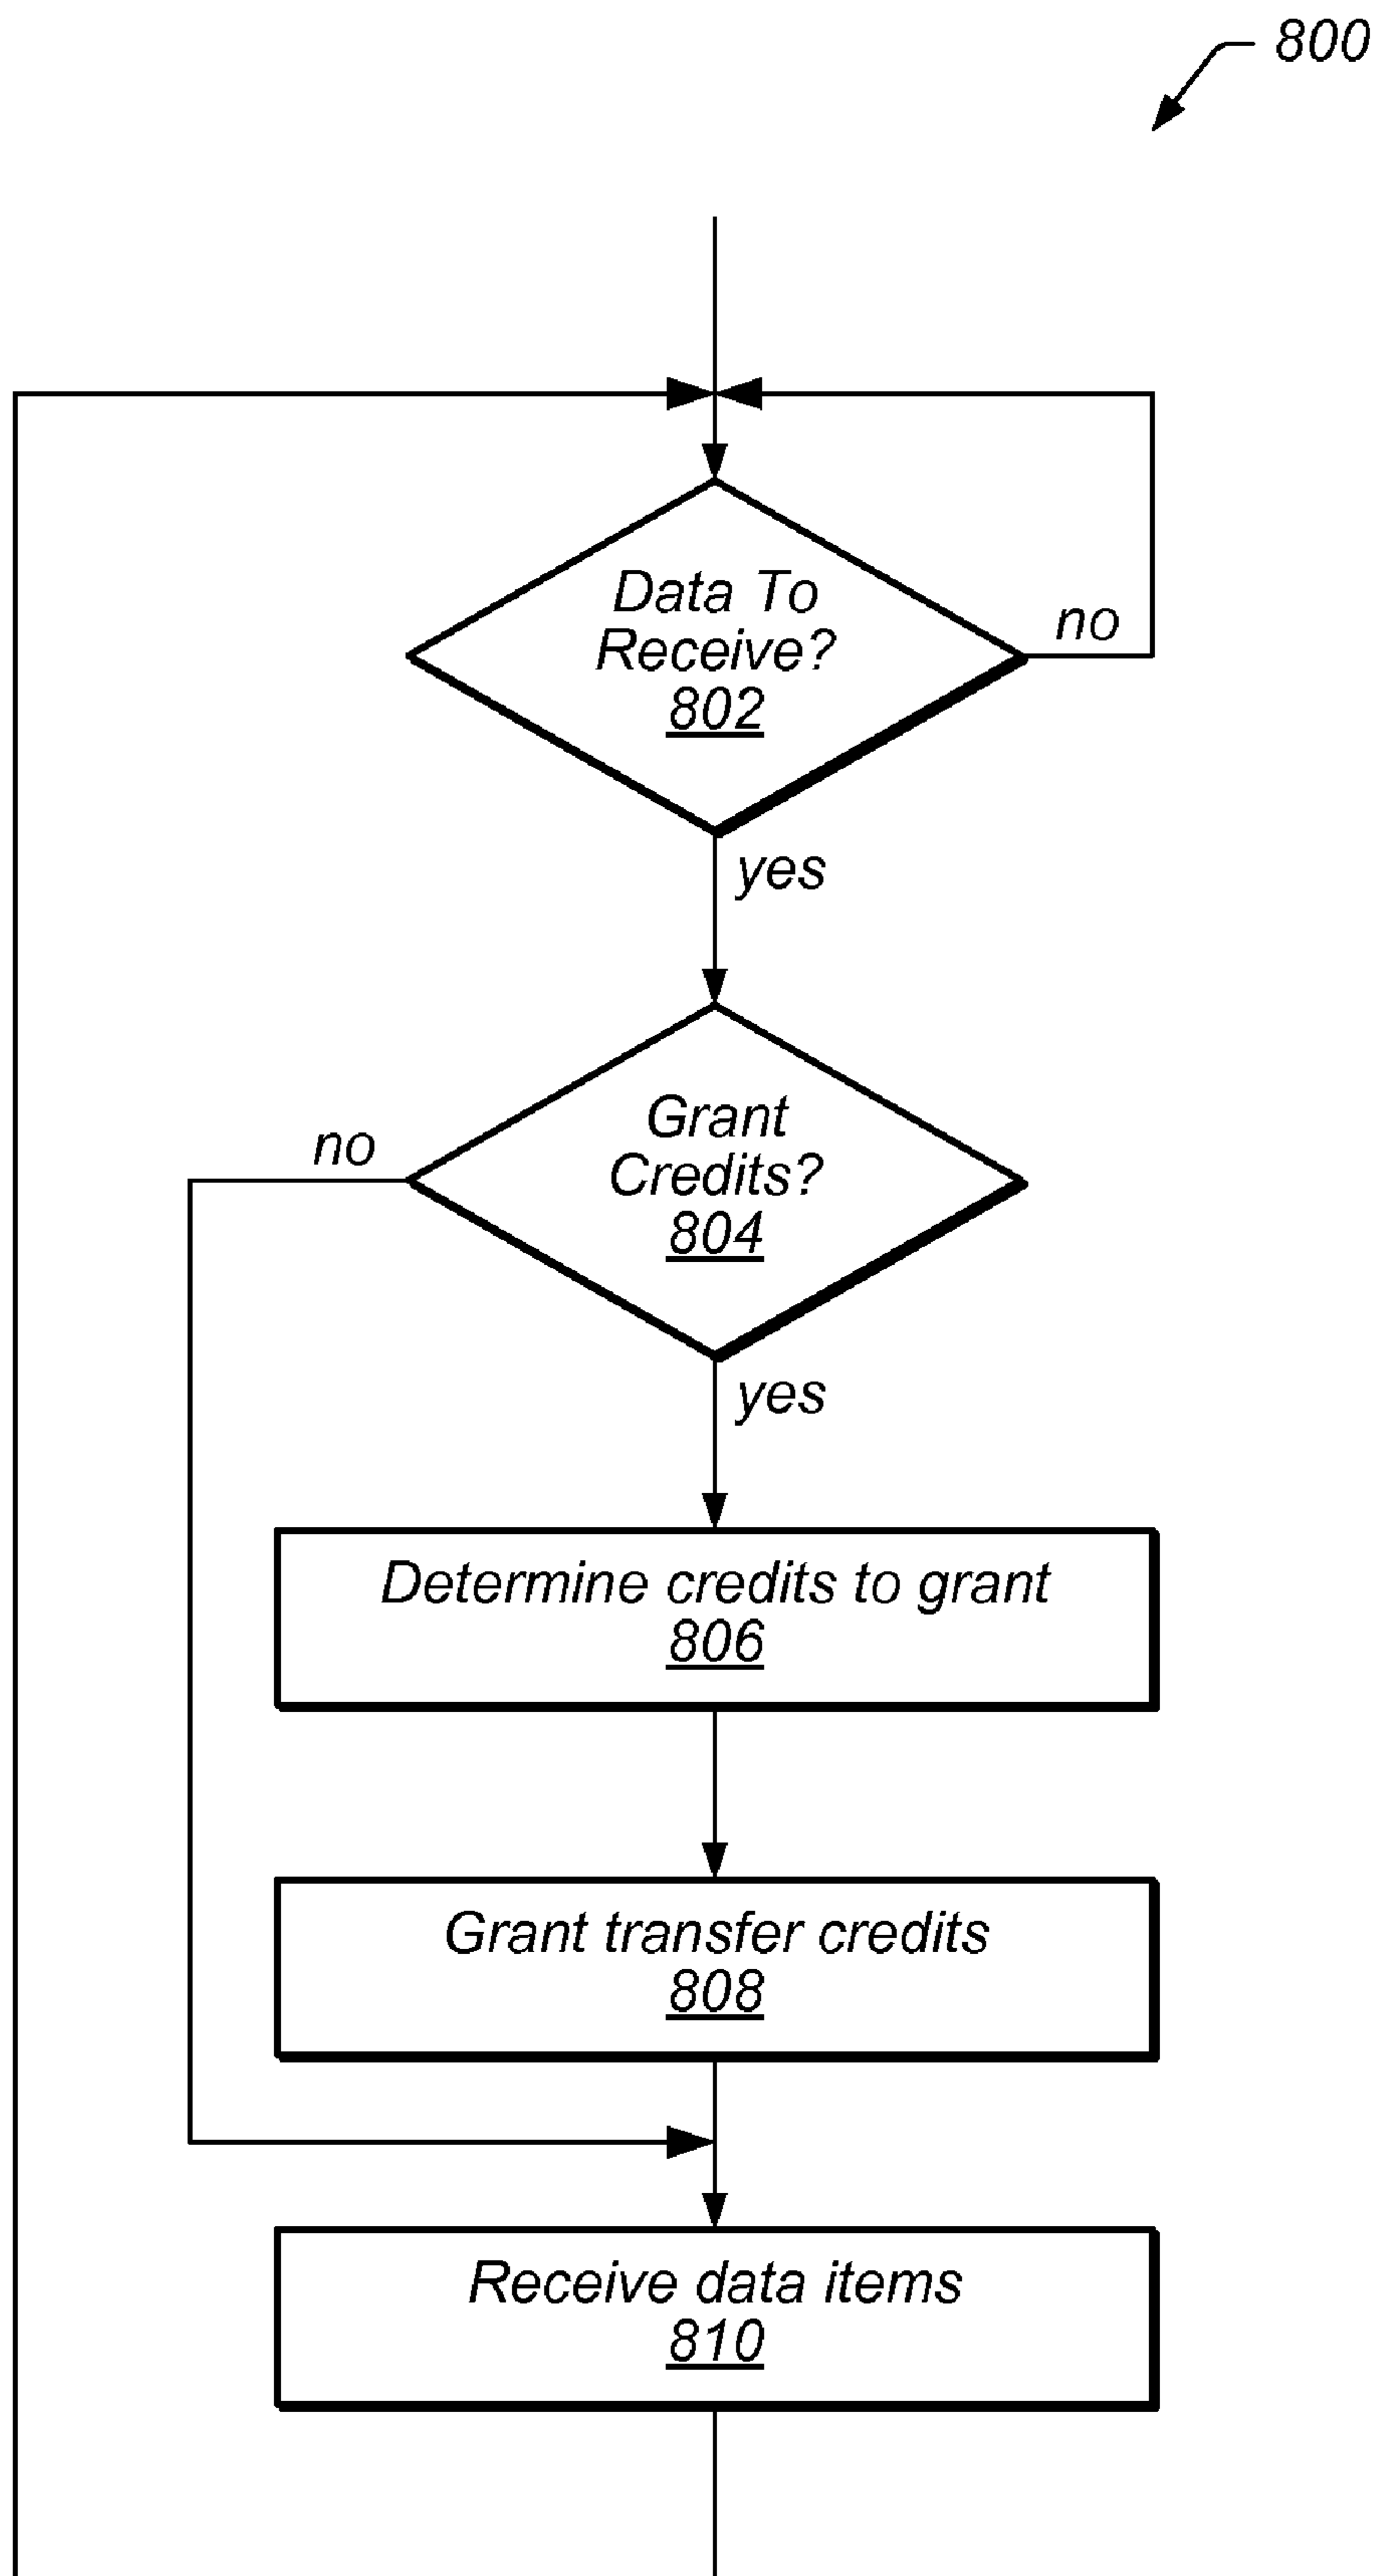 800
Data To
Receive?
802
no
yes
Grant
Credits?
804
no
yes
Determine credits to grant
806
Grant transfer credits
808
Receive data items
810